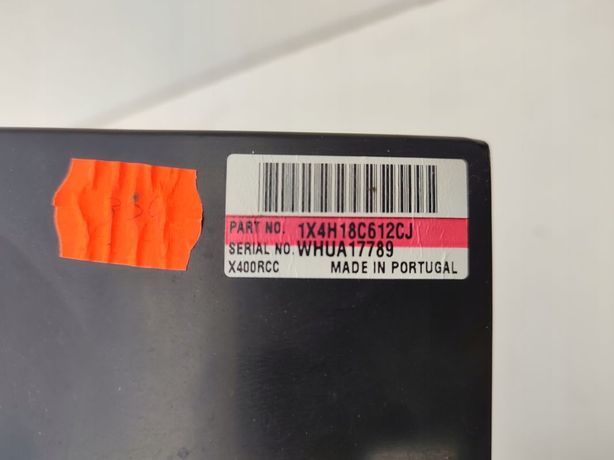 PART NO. 1X4H18C612CJ
SERIAL NO. WHUA17789
X400RCC MADE IN PORTUGAL